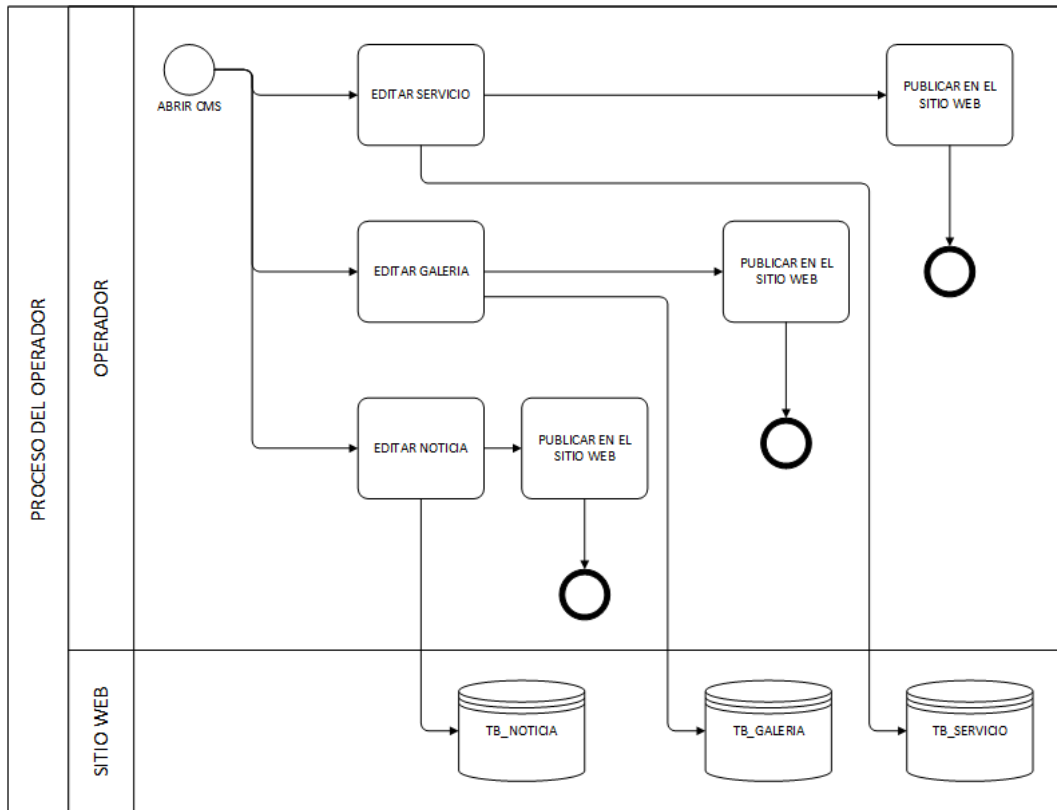 PROCESO DEL OPERADOR
OPERADOR
ABRIR CMS
EDITAR SERVICIO
PUBLICAR EN EL
SITIO WEB
EDITAR GALERIA
PUBLICAR EN EL
SITIO WEB
EDITAR NOTICIA
PUBLICAR EN EL
SITIO WEB
SITIO WEB
TB_NOTICIA
TB_GALERIA
TB_SERVICIO